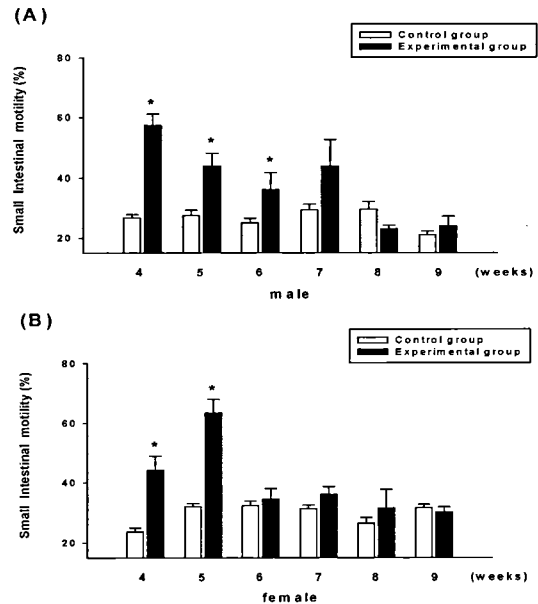 (A)
Control group
Experimental group
Small Intestinal motility (%)
80
60
40
20
*
*
*
4 5 6 7 8 9 (weeks)
male
(B)
Control group
Experimental group
Small Intestinal motility (%)
80
60
40
20
*
*
4 5 6 7 8 9 (weeks)
female